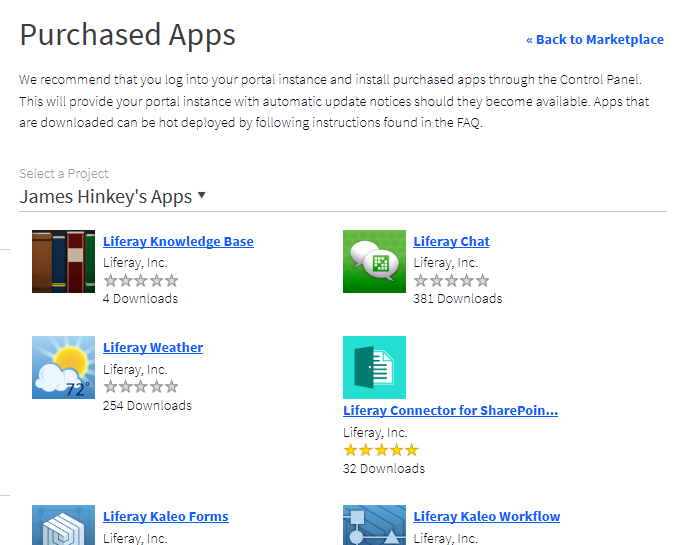 Purchased Apps
« Back to Marketplace
We recommend that you log into your portal instance and install purchased apps through the Control Panel.
This will provide your portal instance with automatic update notices should they become available. Apps that
are downloaded can be hot deployed by following instructions found in the FAQ.
Select a Project
James Hinkey's Apps
Liferay Knowledge Base
Liferay, Inc.
4 Downloads
Liferay Chat
Liferay, Inc.
381 Downloads
72°
Liferay Weather
Liferay, Inc.
254 Downloads
Liferay Connector for SharePoin...
Liferay, Inc.
32 Downloads
Liferay Kaleo Forms
Liferay, Inc.
Liferay Kaleo Workflow
Liferay, Inc.